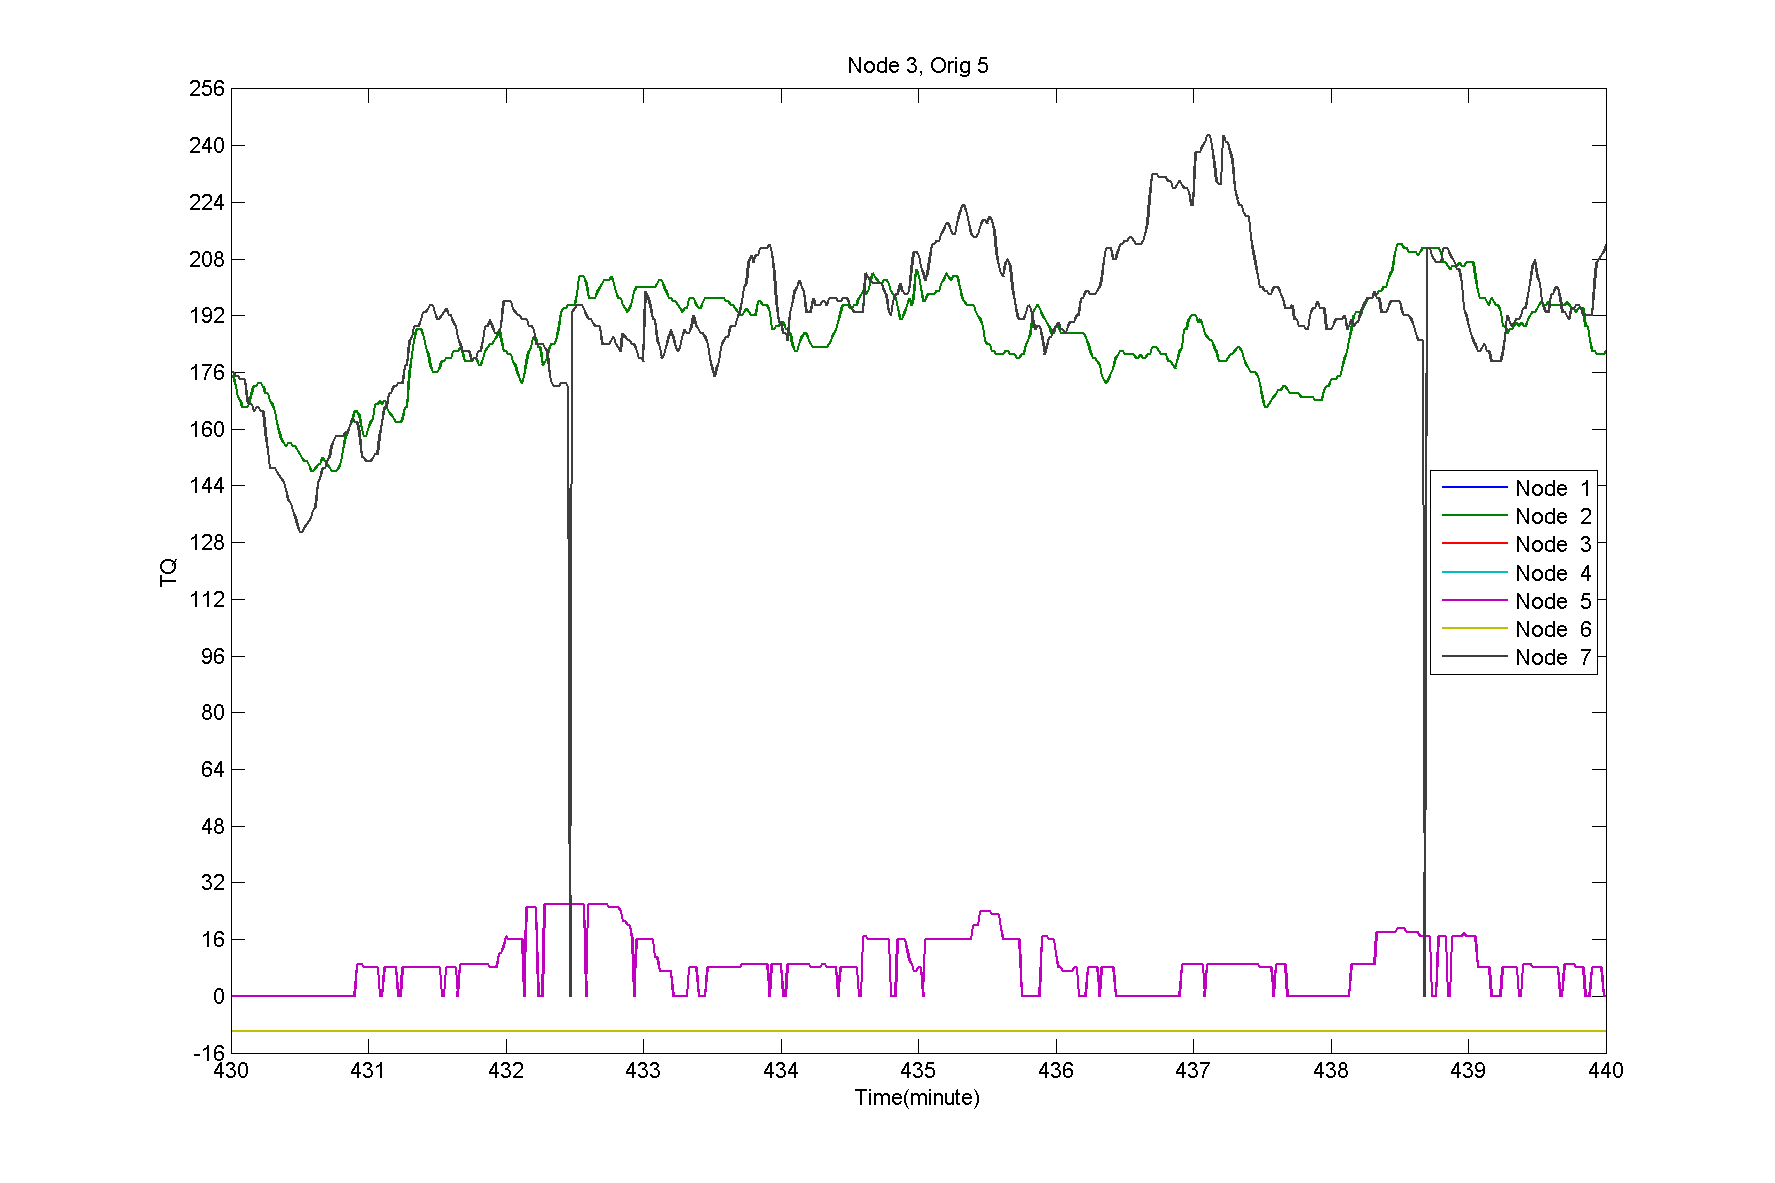 Node 3, Orig 5
256
240
224
208
192
176
160
144
128
112
96
80
64
48
32
16
0
-16
TQ
Node 1
Node 2
Node 3
Node 4
Node 5
Node 6
Node 7
430 431 432 433 434 435 436 437 438 439 440
Time(minute)